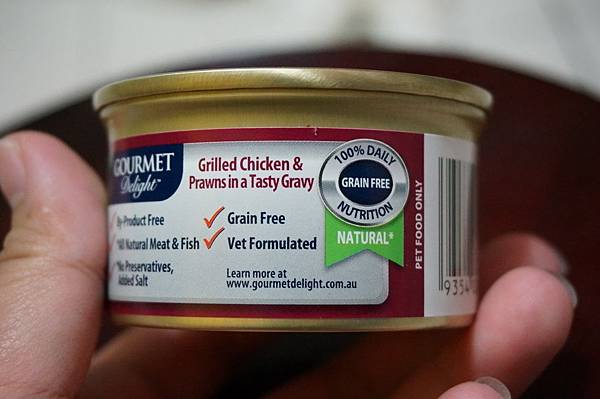 GOURMET
Delight™
Grilled Chicken &
Prawns in a Tasty Gravy
By-Product Free
*All Natural Meat & Fish
*No Preservatives,
Added Salt
Grain Free
Vet Formulated
Learn more at
www.gourmetdelight.com.au
100% DAILY
GRAIN FREE
NUTRITION
NATURAL*
PET FOOD ONLY
9354